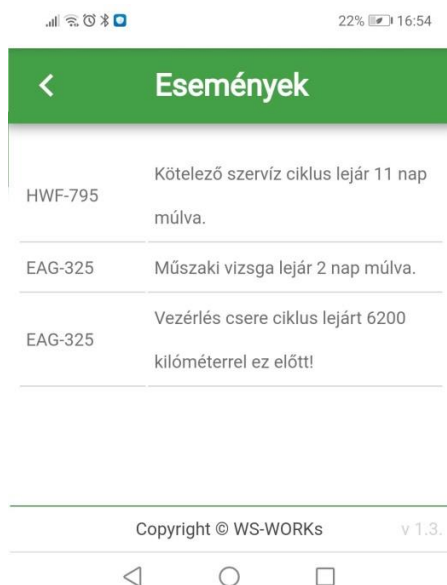 22% 16:54
Események
HWF-795
Kötelező szervíz ciklus lejár 11 nap
múlva.
EAG-325 Műszaki vizsga lejár 2 nap múlva.
EAG-325
Vezérlés csere ciklus lejárt 6200
kilóméterrel ez előtt!
Copyright © WS-WORKs v 1.3.